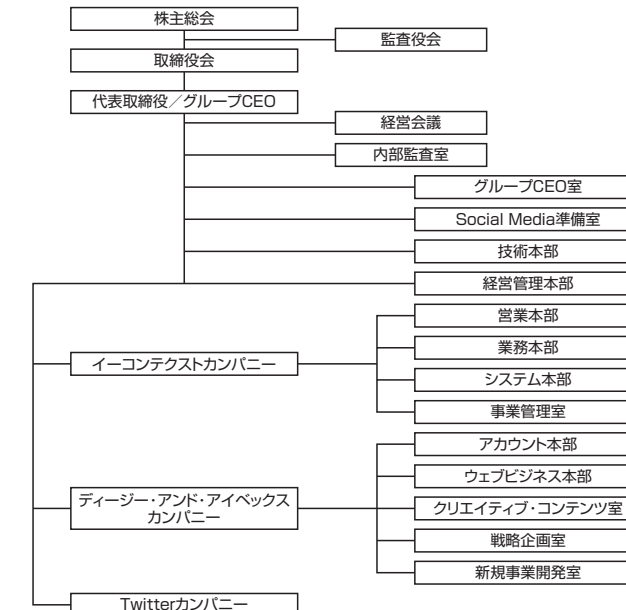 株主総会
監査役会
取締役会
代表取締役／グループCEO
経営会議
内部監査室
グループCEO室
Social Media準備室
技術本部
経営管理本部
営業本部
業務本部
イーコンテクストカンパニー
システム本部
事業管理室
アカウント本部
ウェブビジネス本部
ディージー・アンド・アイベックス
カンパニー
クリエイティブ・コンテンツ室
戦略企画室
新規事業開発室
Twitterカンパニー